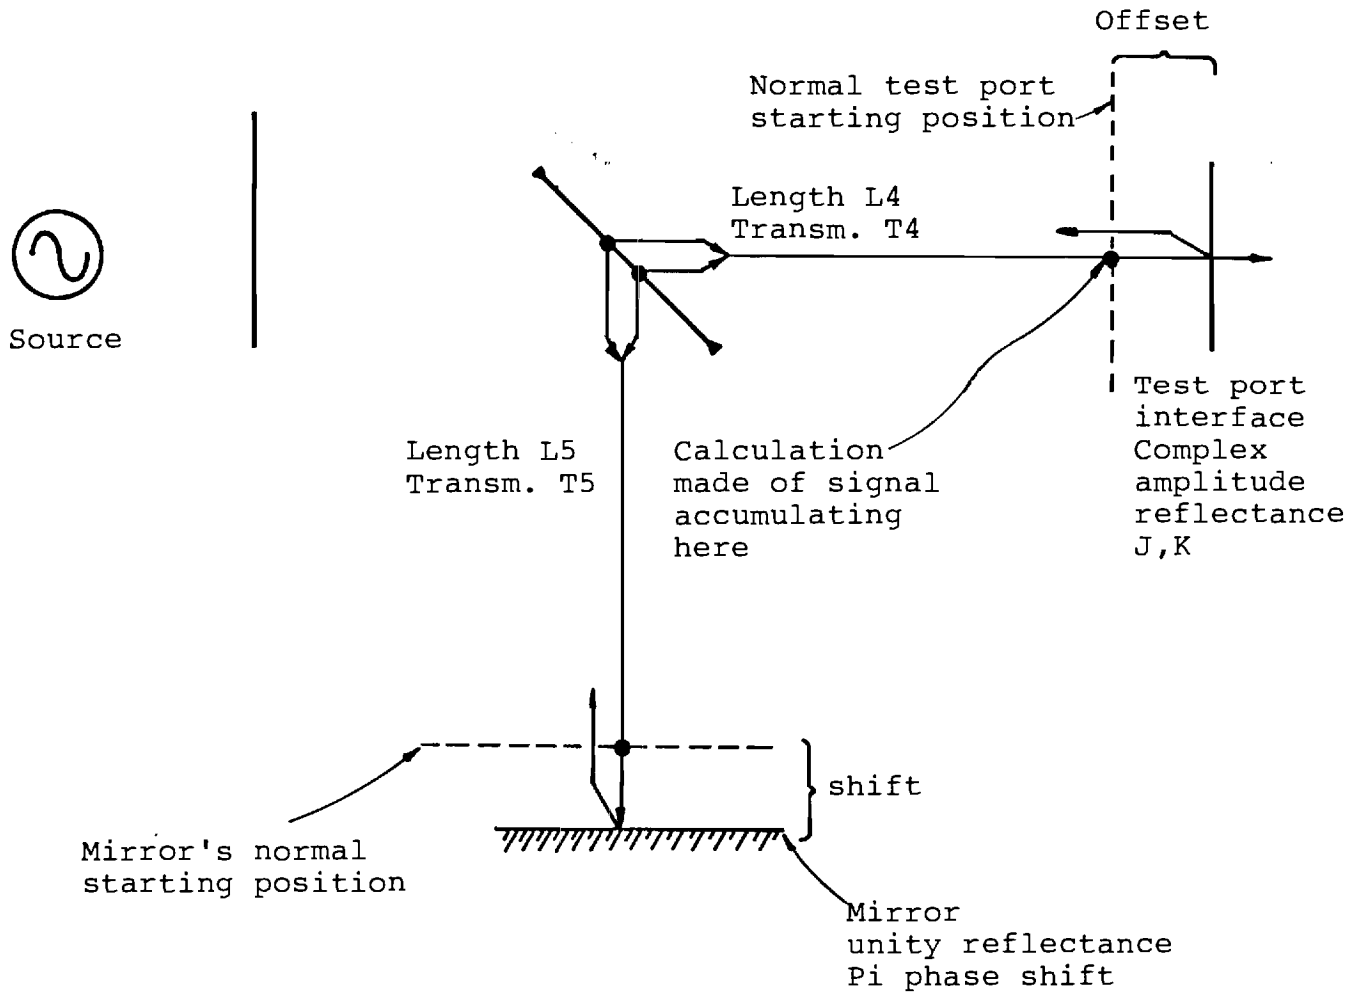 Offset
Normal test port
starting position
Length L4
Transm. T4
Source
Test port
interface
Complex
amplitude
reflectance
J,K
Length L5
Transm. T5
Calculation
made of signal
accumulating
here
shift
Mirror's normal
starting position
Mirror
unity reflectance
Pi phase shift